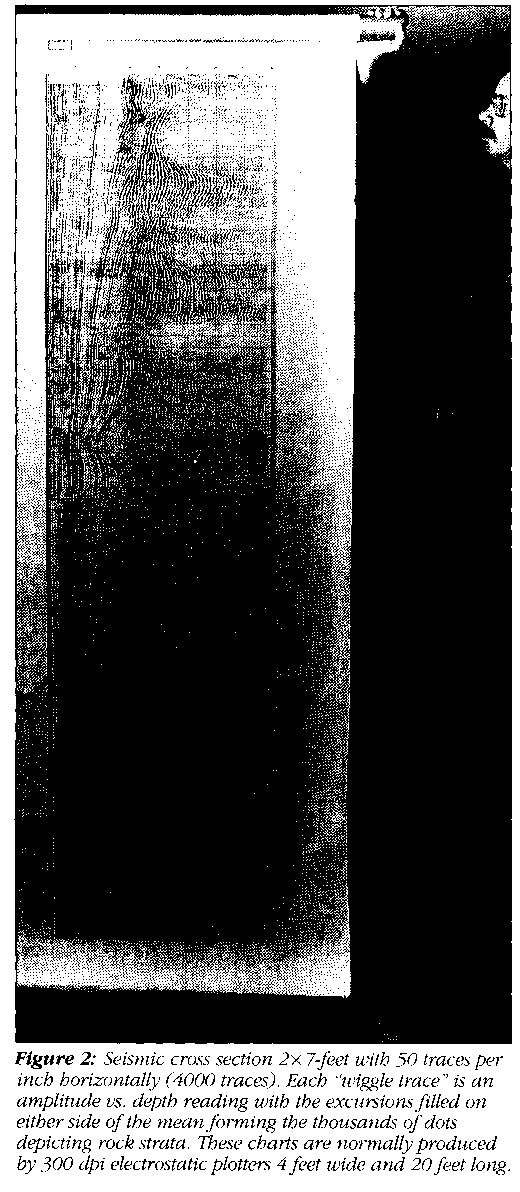 Figure 2: Seismic cross section 2×7-feet with 50 traces per
inch horizontally (4000 traces). Each "wiggle trace" is an
amplitude vs. depth reading with the excursions filled on
either side of the mean forming the thousands of dots
depicting rock strata. These charts are normally produced
by 300 dpi electrostatic plotters 4 feet wide and 20 feet long.